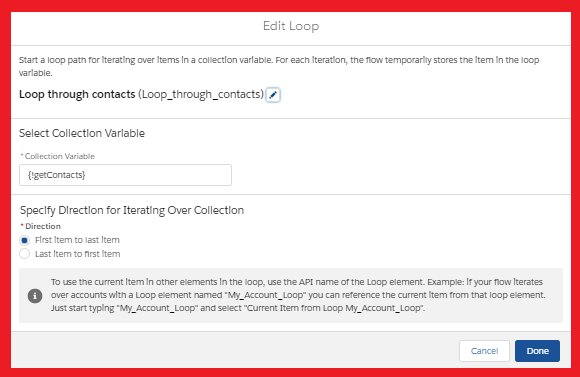 Edit Loop
Start a loop path for iterating over items in a collection variable. For each iteration, the flow temporarily stores the item in the loop
variable.
Loop through contacts (Loop_through_contacts)
Select Collection Variable
* Collection Variable
{!getContacts}
Specify Direction for Iterating Over Collection
* Direction
First item to last item
Last item to first item
To use the current item in other elements in the loop, use the API name of the Loop element. Example: If your flow iterates
over accounts with a Loop element named "My_Account_Loop" you can reference the current item from that loop element.
Just start typing "My_Account_Loop" and select "Current Item from Loop My_Account_Loop".
Cancel
Done